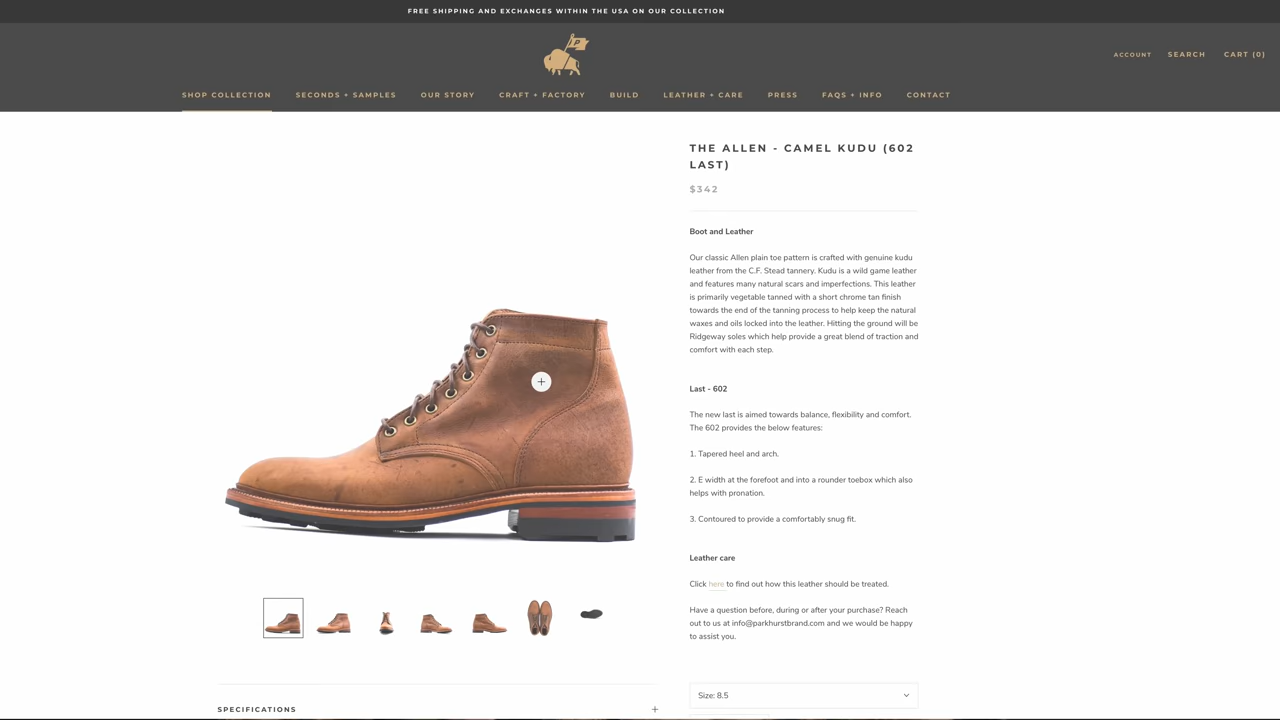 FREE SHIPPING AND EXCHANGES WITHIN THE USA ON OUR COLLECTION
ACCOUNT SEARCH CART (0)
SHOP COLLECTION SECONDS + SAMPLES OUR STORY CRAFT + FACTORY BUILD LEATHER + CARE PRESS FAQS + INFO CONTACT
THE ALLEN - CAMEL KUDU (602
LAST)
$342
Boot and Leather
Our classic Allen plain toe pattern is crafted with genuine kudu
leather from the C.F. Stead tannery. Kudu is a wild game leather
and features many natural scars and imperfections. This leather
is primarily vegetable tanned with a short chrome tan finish
towards the end of the tanning process to help keep the natural
waxes and oils locked into the leather. Hitting the ground will be
Ridgeway soles which help provide a great blend of traction and
comfort with each step.
Last - 602
The new last is aimed towards balance, flexibility and comfort.
The 602 provides the below features:
1. Tapered heel and arch.
2. E width at the forefoot and into a rounder toebox which also
helps with pronation.
3. Contoured to provide a comfortably snug fit.
Leather care
Click here to find out how this leather should be treated.
Have a question before, during or after your purchase? Reach
out to us at info@parkhurstbrand.com and we would be happy
to assist you.
Size: 8.5
SPECIFICATIONS